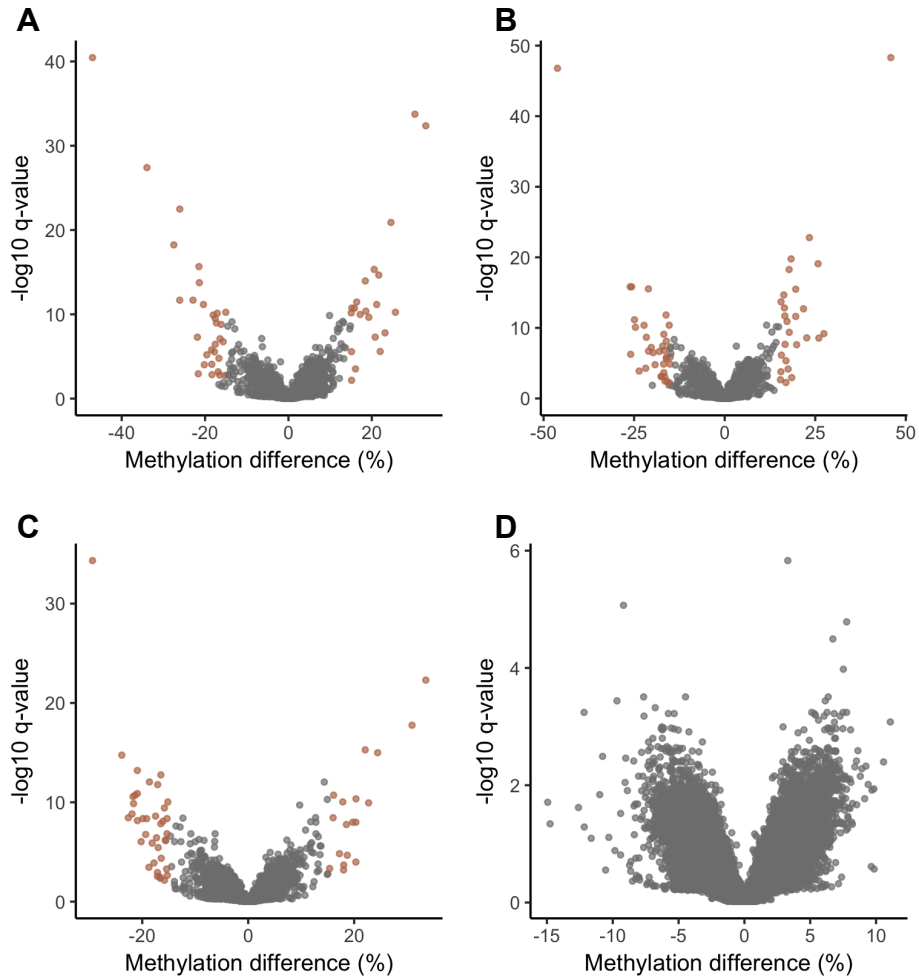 A
-log10 q-value
40
30
20
10
0
-40 -20 0 20
Methylation difference (%)
B
-log10 q-value
50
40
30
20
10
0
-50 -25 0 25 50
Methylation difference (%)
C
-log10 q-value
30
20
10
0
-20 0 20
Methylation difference (%)
D
-log10 q-value
6
4
2
0
-15 -10 -5 0 5 10
Methylation difference (%)